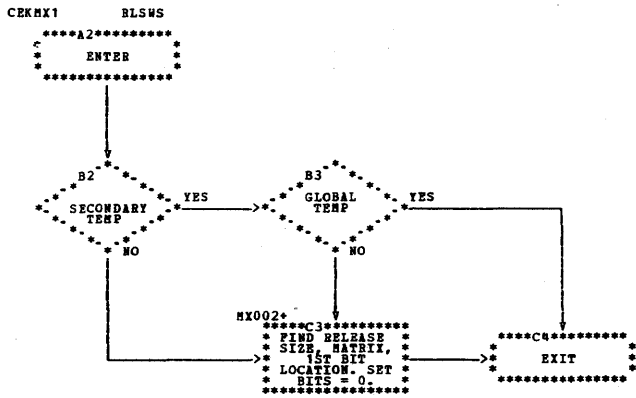 CEKMX1 RLSWS
A2
ENTER
B2
SECONDARY
TEMP
YES
NO
B3
GLOBAL
TEMP
YES
NO
MX002+
C3
FIND RELEASE
SIZE, MATRIX,
1ST BIT
LOCATION. SET
BITS = 0.
C4
EXIT